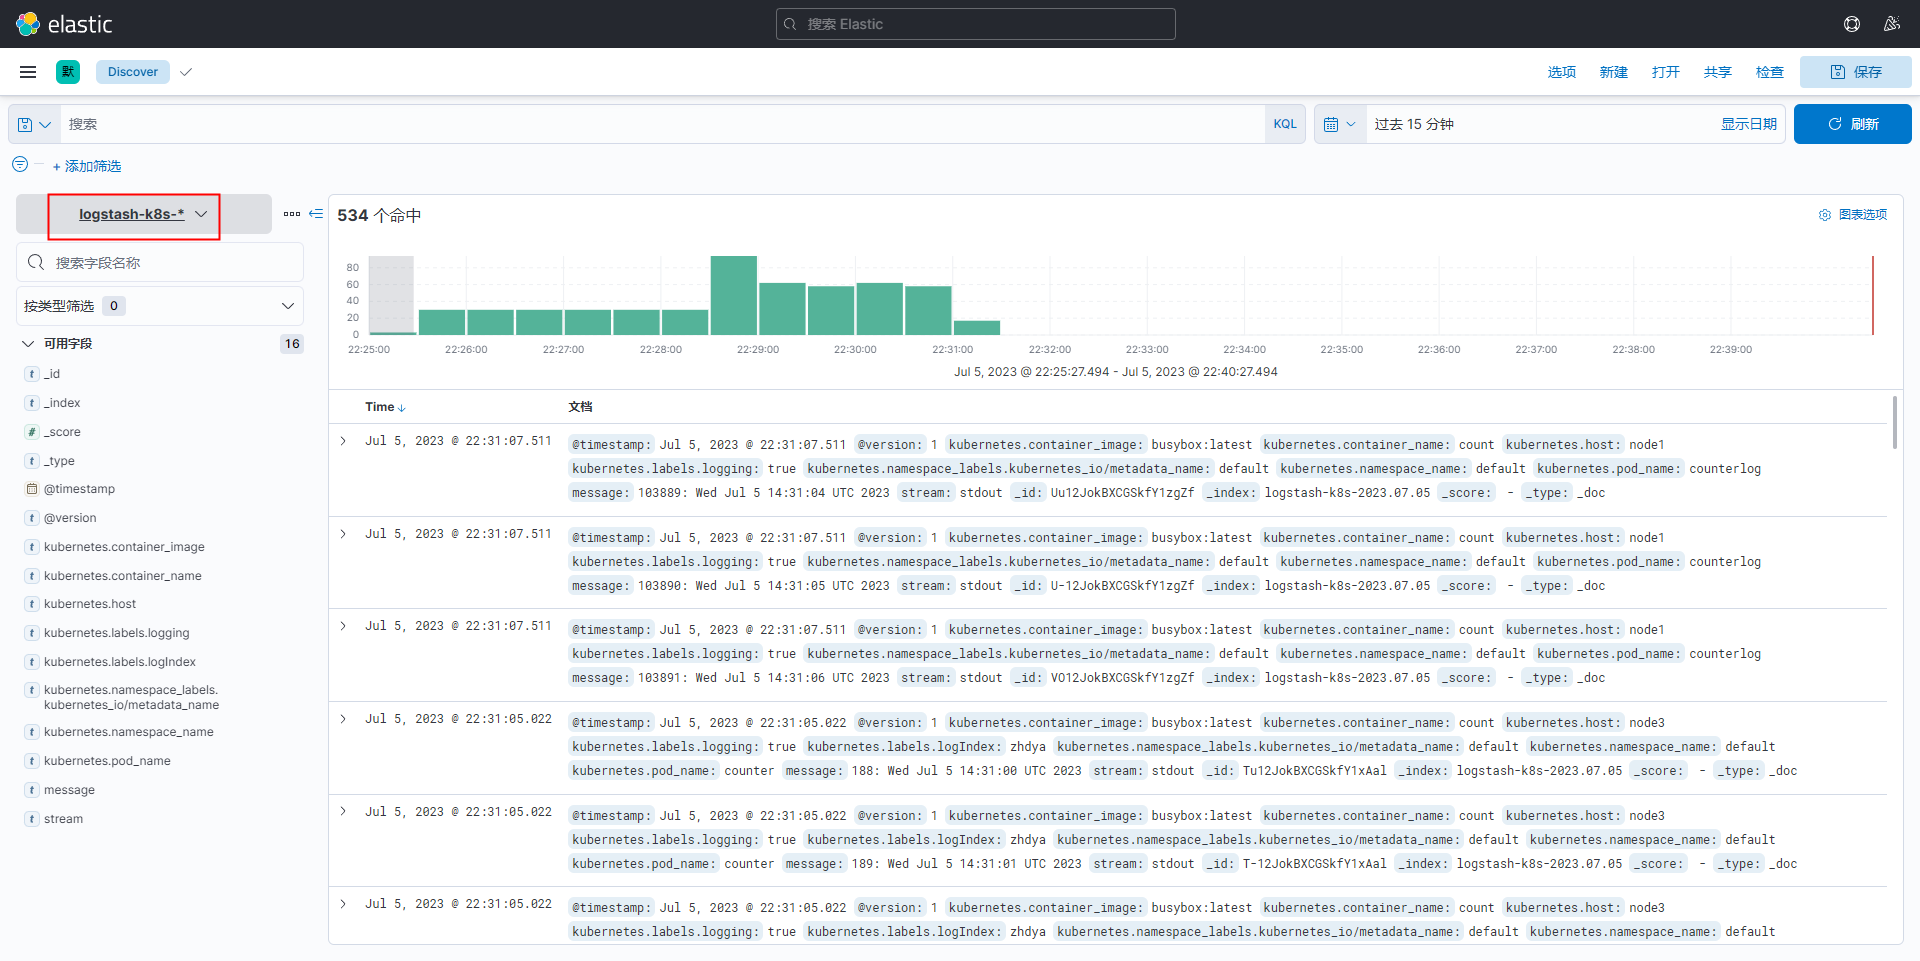 elastic
搜索 Elastic
默 Discover
选项 新建 打开 共享 检查 保存
搜索 KQL
过去 15 分钟 显示日期 刷新
+ 添加筛选
logstash-k8s-*
搜索字段名称
按类型筛选 0
可用字段 16
t _id
t _index
# _score
t _type
@timestamp
t @version
t kubernetes.container_image
t kubernetes.container_name
t kubernetes.host
t kubernetes.labels.logging
t kubernetes.labels.logIndex
t kubernetes.namespace_labels.
kubernetes_io/metadata_name
t kubernetes.namespace_name
t kubernetes.pod_name
t message
t stream
534 个命中
图表选项
80
60
40
20
0
22:25:00 22:26:00 22:27:00 22:28:00 22:29:00 22:30:00 22:31:00 22:32:00 22:33:00 22:34:00 22:35:00 22:36:00 22:37:00 22:38:00 22:39:00
Jul 5, 2023 @ 22:25:27.494 - Jul 5, 2023 @ 22:40:27.494
Time 文档
Jul 5, 2023 @ 22:31:07.511 @timestamp: Jul 5, 2023 @ 22:31:07.511 @version: 1 kubernetes.container_image: busybox:latest kubernetes.container_name: count kubernetes.host: node1
kubernetes.labels.logging: true kubernetes.namespace_labels.kubernetes_io/metadata_name: default kubernetes.namespace_name: default kubernetes.pod_name: counterlog
message: 103889: Wed Jul 5 14:31:04 UTC 2023 stream: stdout _id: Uu12JokBXCGSkfY1zgZf _index: logstash-k8s-2023.07.05 _score: - _type: _doc
Jul 5, 2023 @ 22:31:07.511 @timestamp: Jul 5, 2023 @ 22:31:07.511 @version: 1 kubernetes.container_image: busybox:latest kubernetes.container_name: count kubernetes.host: node1
kubernetes.labels.logging: true kubernetes.namespace_labels.kubernetes_io/metadata_name: default kubernetes.namespace_name: default kubernetes.pod_name: counterlog
message: 103890: Wed Jul 5 14:31:05 UTC 2023 stream: stdout _id: U-12JokBXCGSkfY1zgZf _index: logstash-k8s-2023.07.05 _score: - _type: _doc
Jul 5, 2023 @ 22:31:07.511 @timestamp: Jul 5, 2023 @ 22:31:07.511 @version: 1 kubernetes.container_image: busybox:latest kubernetes.container_name: count kubernetes.host: node1
kubernetes.labels.logging: true kubernetes.namespace_labels.kubernetes_io/metadata_name: default kubernetes.namespace_name: default kubernetes.pod_name: counterlog
message: 103891: Wed Jul 5 14:31:06 UTC 2023 stream: stdout _id: VO12JokBXCGSkfY1zgZf _index: logstash-k8s-2023.07.05 _score: - _type: _doc
Jul 5, 2023 @ 22:31:05.022 @timestamp: Jul 5, 2023 @ 22:31:05.022 @version: 1 kubernetes.container_image: busybox:latest kubernetes.container_name: count kubernetes.host: node3
kubernetes.labels.logging: true kubernetes.labels.logIndex: zhdya kubernetes.namespace_labels.kubernetes_io/metadata_name: default kubernetes.namespace_name: default
kubernetes.pod_name: counter message: 188: Wed Jul 5 14:31:00 UTC 2023 stream: stdout _id: Tu12JokBXCGSkfY1xAal _index: logstash-k8s-2023.07.05 _score: - _type: _doc
Jul 5, 2023 @ 22:31:05.022 @timestamp: Jul 5, 2023 @ 22:31:05.022 @version: 1 kubernetes.container_image: busybox:latest kubernetes.container_name: count kubernetes.host: node3
kubernetes.labels.logging: true kubernetes.labels.logIndex: zhdya kubernetes.namespace_labels.kubernetes_io/metadata_name: default kubernetes.namespace_name: default
kubernetes.pod_name: counter message: 189: Wed Jul 5 14:31:01 UTC 2023 stream: stdout _id: T-12JokBXCGSkfY1xAal _index: logstash-k8s-2023.07.05 _score: - _type: _doc
Jul 5, 2023 @ 22:31:05.022 @timestamp: Jul 5, 2023 @ 22:31:05.022 @version: 1 kubernetes.container_image: busybox:latest kubernetes.container_name: count kubernetes.host: node3
kubernetes.labels.logging: true kubernetes.labels.logIndex: zhdya kubernetes.namespace_labels.kubernetes_io/metadata_name: default kubernetes.namespace_name: default